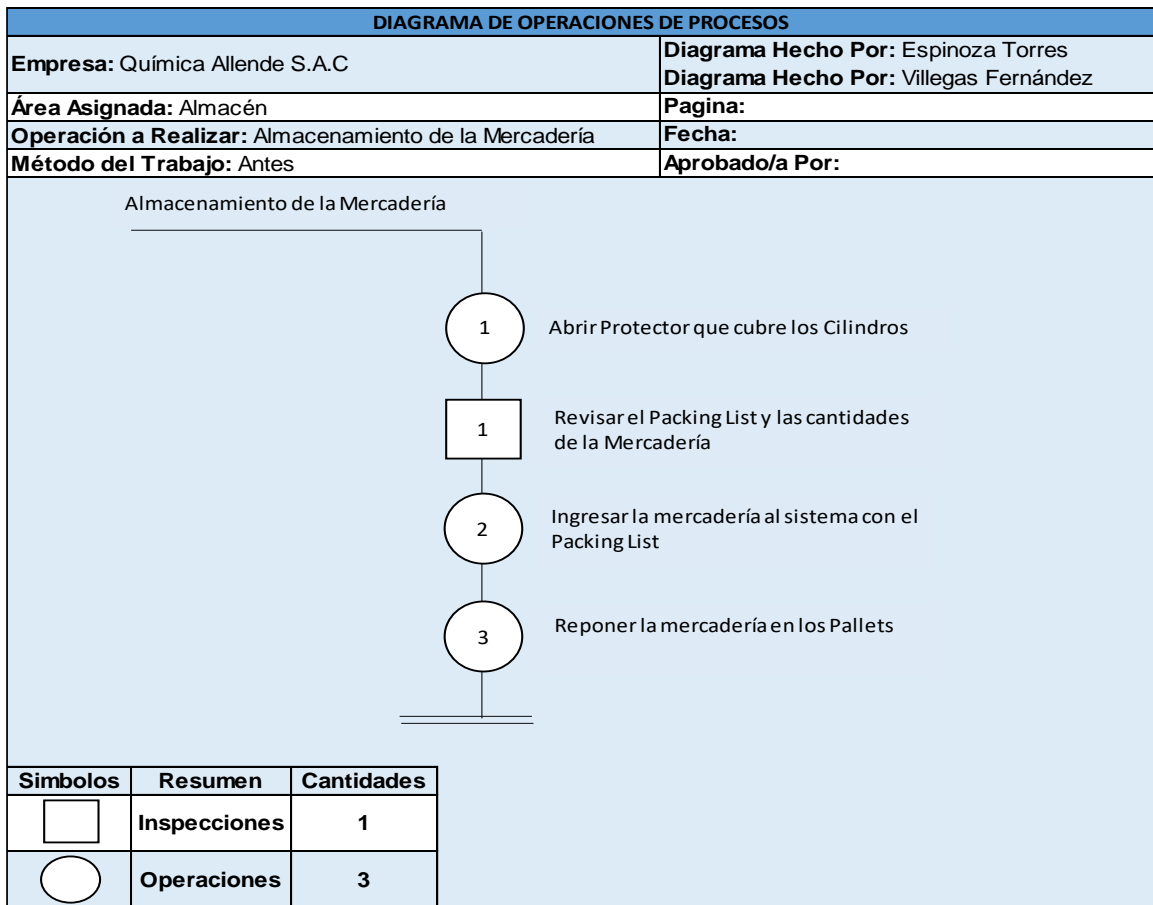 DIAGRAMA DE OPERACIONES DE PROCESOS
Empresa: Química Allende S.A.C
Diagrama Hecho Por: Espinoza Torres
Diagrama Hecho Por: Villegas Fernández
Área Asignada: Almacén
Pagina:
Operación a Realizar: Almacenamiento de la Mercadería
Fecha:
Método del Trabajo: Antes
Aprobado/a Por:
Almacenamiento de la Mercadería
1
Abrir Protector que cubre los Cilindros
1
Revisar el Packing List y las cantidades
de la Mercadería
2
Ingresar la mercadería al sistema con el
Packing List
3
Reponer la mercadería en los Pallets
Simbolos Resumen Cantidades
Inspecciones 1
Operaciones 3